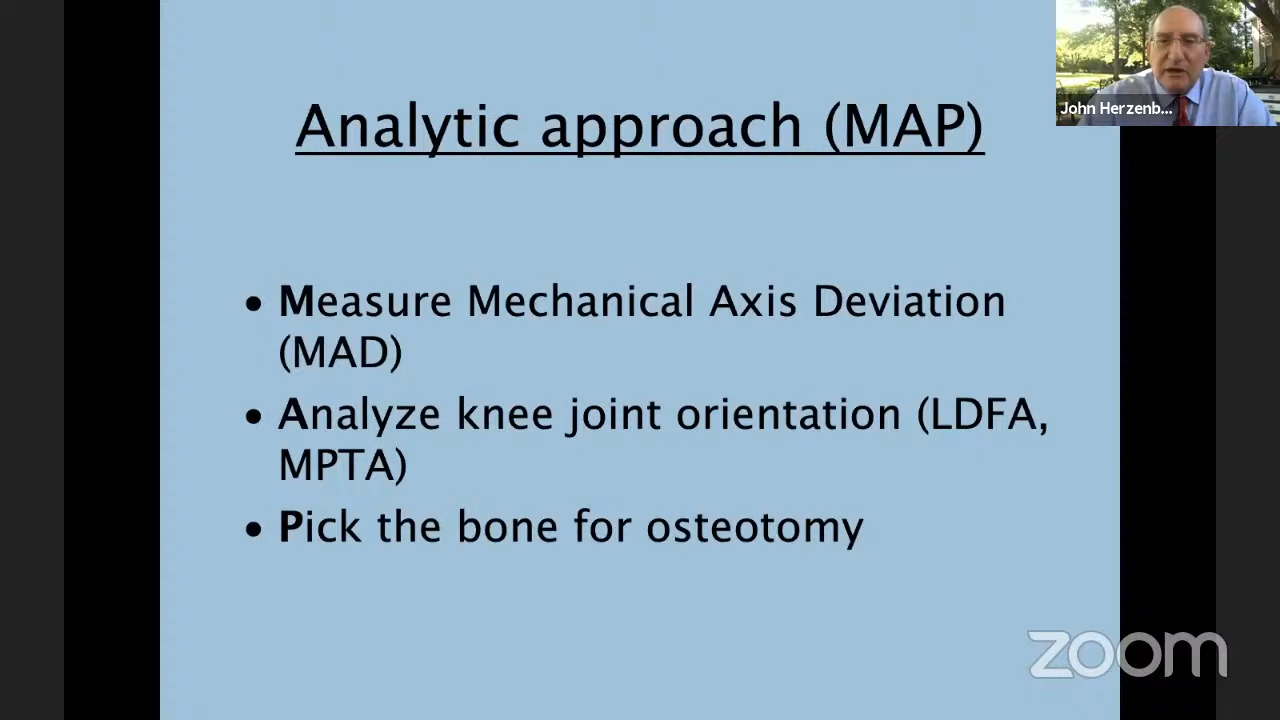 John Herzenb...
Analytic approach (MAP)
• Measure Mechanical Axis Deviation
(MAD)
• Analyze knee joint orientation (LDFA,
MPTA)
• Pick the bone for osteotomy
zoom